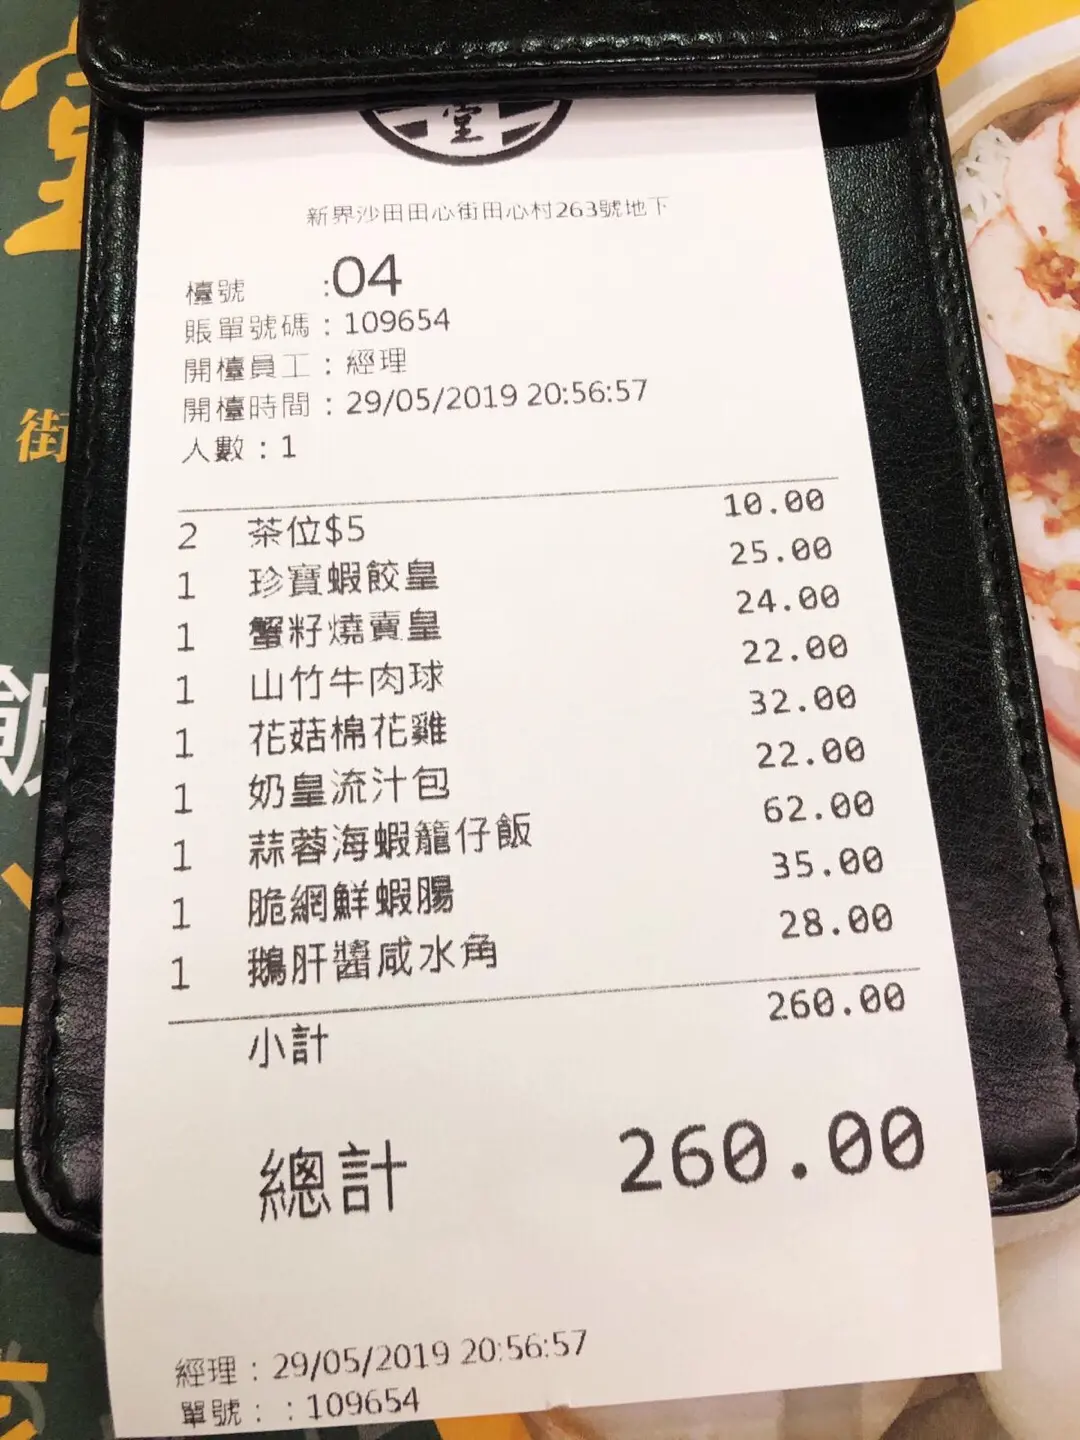 堂
新界沙田田心街田心村263號地下
檯號 :04
賬單號碼：109654
開檯員工：經理
開檯時間：29/05/2019 20:56:57
人數：1
2 茶位$5 10.00
1 珍寶蝦餃皇 25.00
1 蟹籽燒賣皇 24.00
1 山竹牛肉球 22.00
1 花菇棉花雞 32.00
1 奶皇流汁包 22.00
1 蒜蓉海蝦籠仔飯 62.00
1 脆網鮮蝦腸 35.00
1 鵝肝醬咸水角 28.00
小計 260.00
總計 260.00
經理：29/05/2019 20:56:57
單號：：109654
街
飯